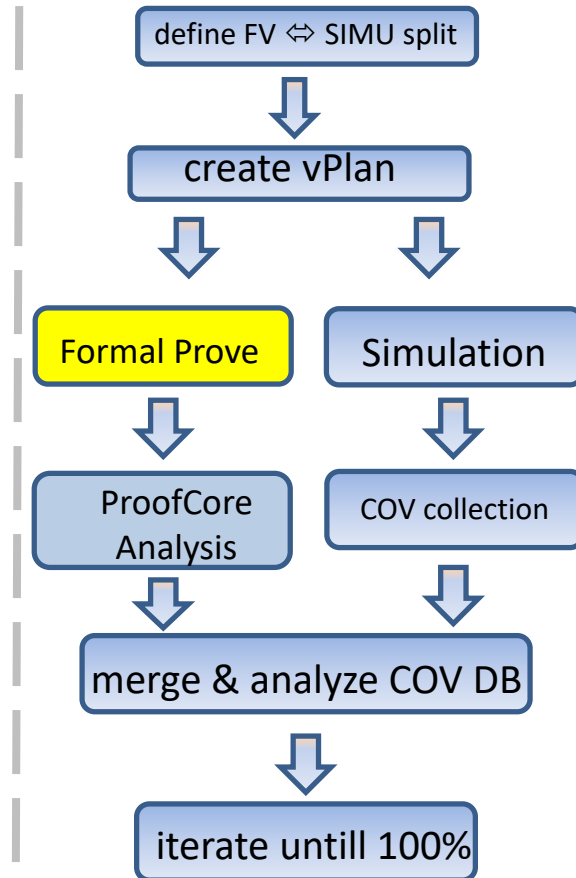 define FV ⇔ SIMU split
create vPlan
Formal Prove
Simulation
ProofCore
Analysis
COV collection
merge & analyze COV DB
iterate untill 100%